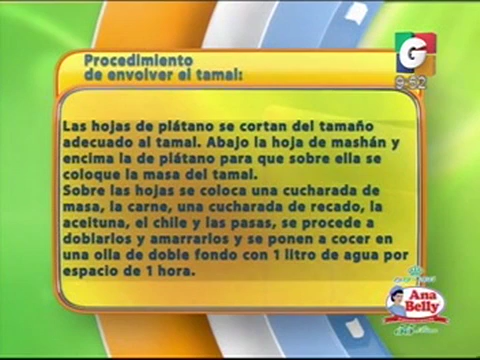 Procedimiento
de envolver el tamal:
G
9:52
Las hojas de plátano se cortan del tamaño
adecuado al tamal. Abajo la hoja de mashán y
encima la de plátano para que sobre ella se
coloque la masa del tamal.
Sobre las hojas se coloca una cucharada de
masa, la carne, una cucharada de recado, la
aceituna, el chile y las pasas, se procede a
doblarlos y amarrarlos y se ponen a cocer en
una olla de doble fondo con 1 litro de agua por
espacio de 1 hora.
Ana
Belly